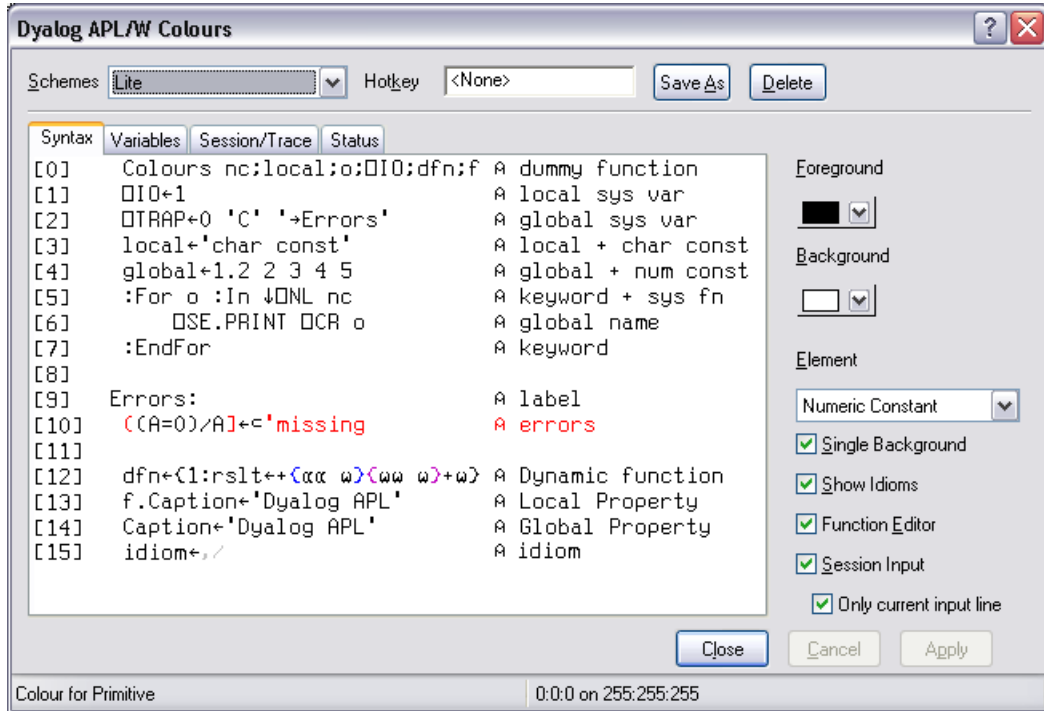 Dyalog APL/W Colours
Schemes Lite Hotkey <None> Save As Delete
Syntax Variables Session/Trace Status
[0] Colours nc;local;o;⎕IO;dfn;f ⍝ dummy function
[1] ⎕IO←1 ⍝ local sys var
[2] ⎕TRAP←0 'C' '→Errors' ⍝ global sys var
[3] local←'char const' ⍝ local + char const
[4] global←1.2 2 3 4 5 ⍝ global + num const
[5] :For o :In ↓⎕NL nc ⍝ keyword + sys fn
[6] ⎕SE.PRINT ⎕CR o ⍝ global name
[7] :EndFor ⍝ keyword
[8]
[9] Errors: ⍝ label
[10] ((A=0)/A]←⊂'missing ⍝ errors
[11]
[12] dfn←{1:rslt←+{⍺⍺ ⍵}{⍵⍵ ⍵}+⍵} ⍝ Dynamic function
[13] f.Caption←'Dyalog APL' ⍝ Local Property
[14] Caption←'Dyalog APL' ⍝ Global Property
[15] idiom←,/ ⍝ idiom
Foreground
Background
Element
Numeric Constant
Single Background
Show Idioms
Function Editor
Session Input
Only current input line
Close Cancel Apply
Colour for Primitive 0:0:0 on 255:255:255